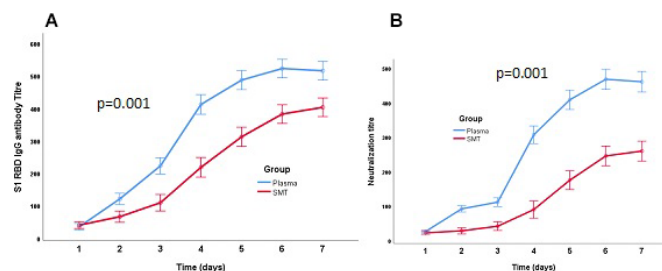 A
S1 RBD IgG antibody Titre
600
500
400
300
200
100
0
p=0.001
Group
Plasma
SMT
1 2 3 4 5 6 7
Time (days)
B
Neutralization titre
500
400
300
200
100
0
p=0.001
Group
Plasma
SMT
1 2 3 4 5 6 7
Time (days)